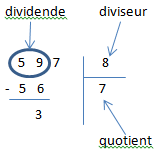 dividende diviseur
5 9 7 8
- 5 6 7
3
quotient